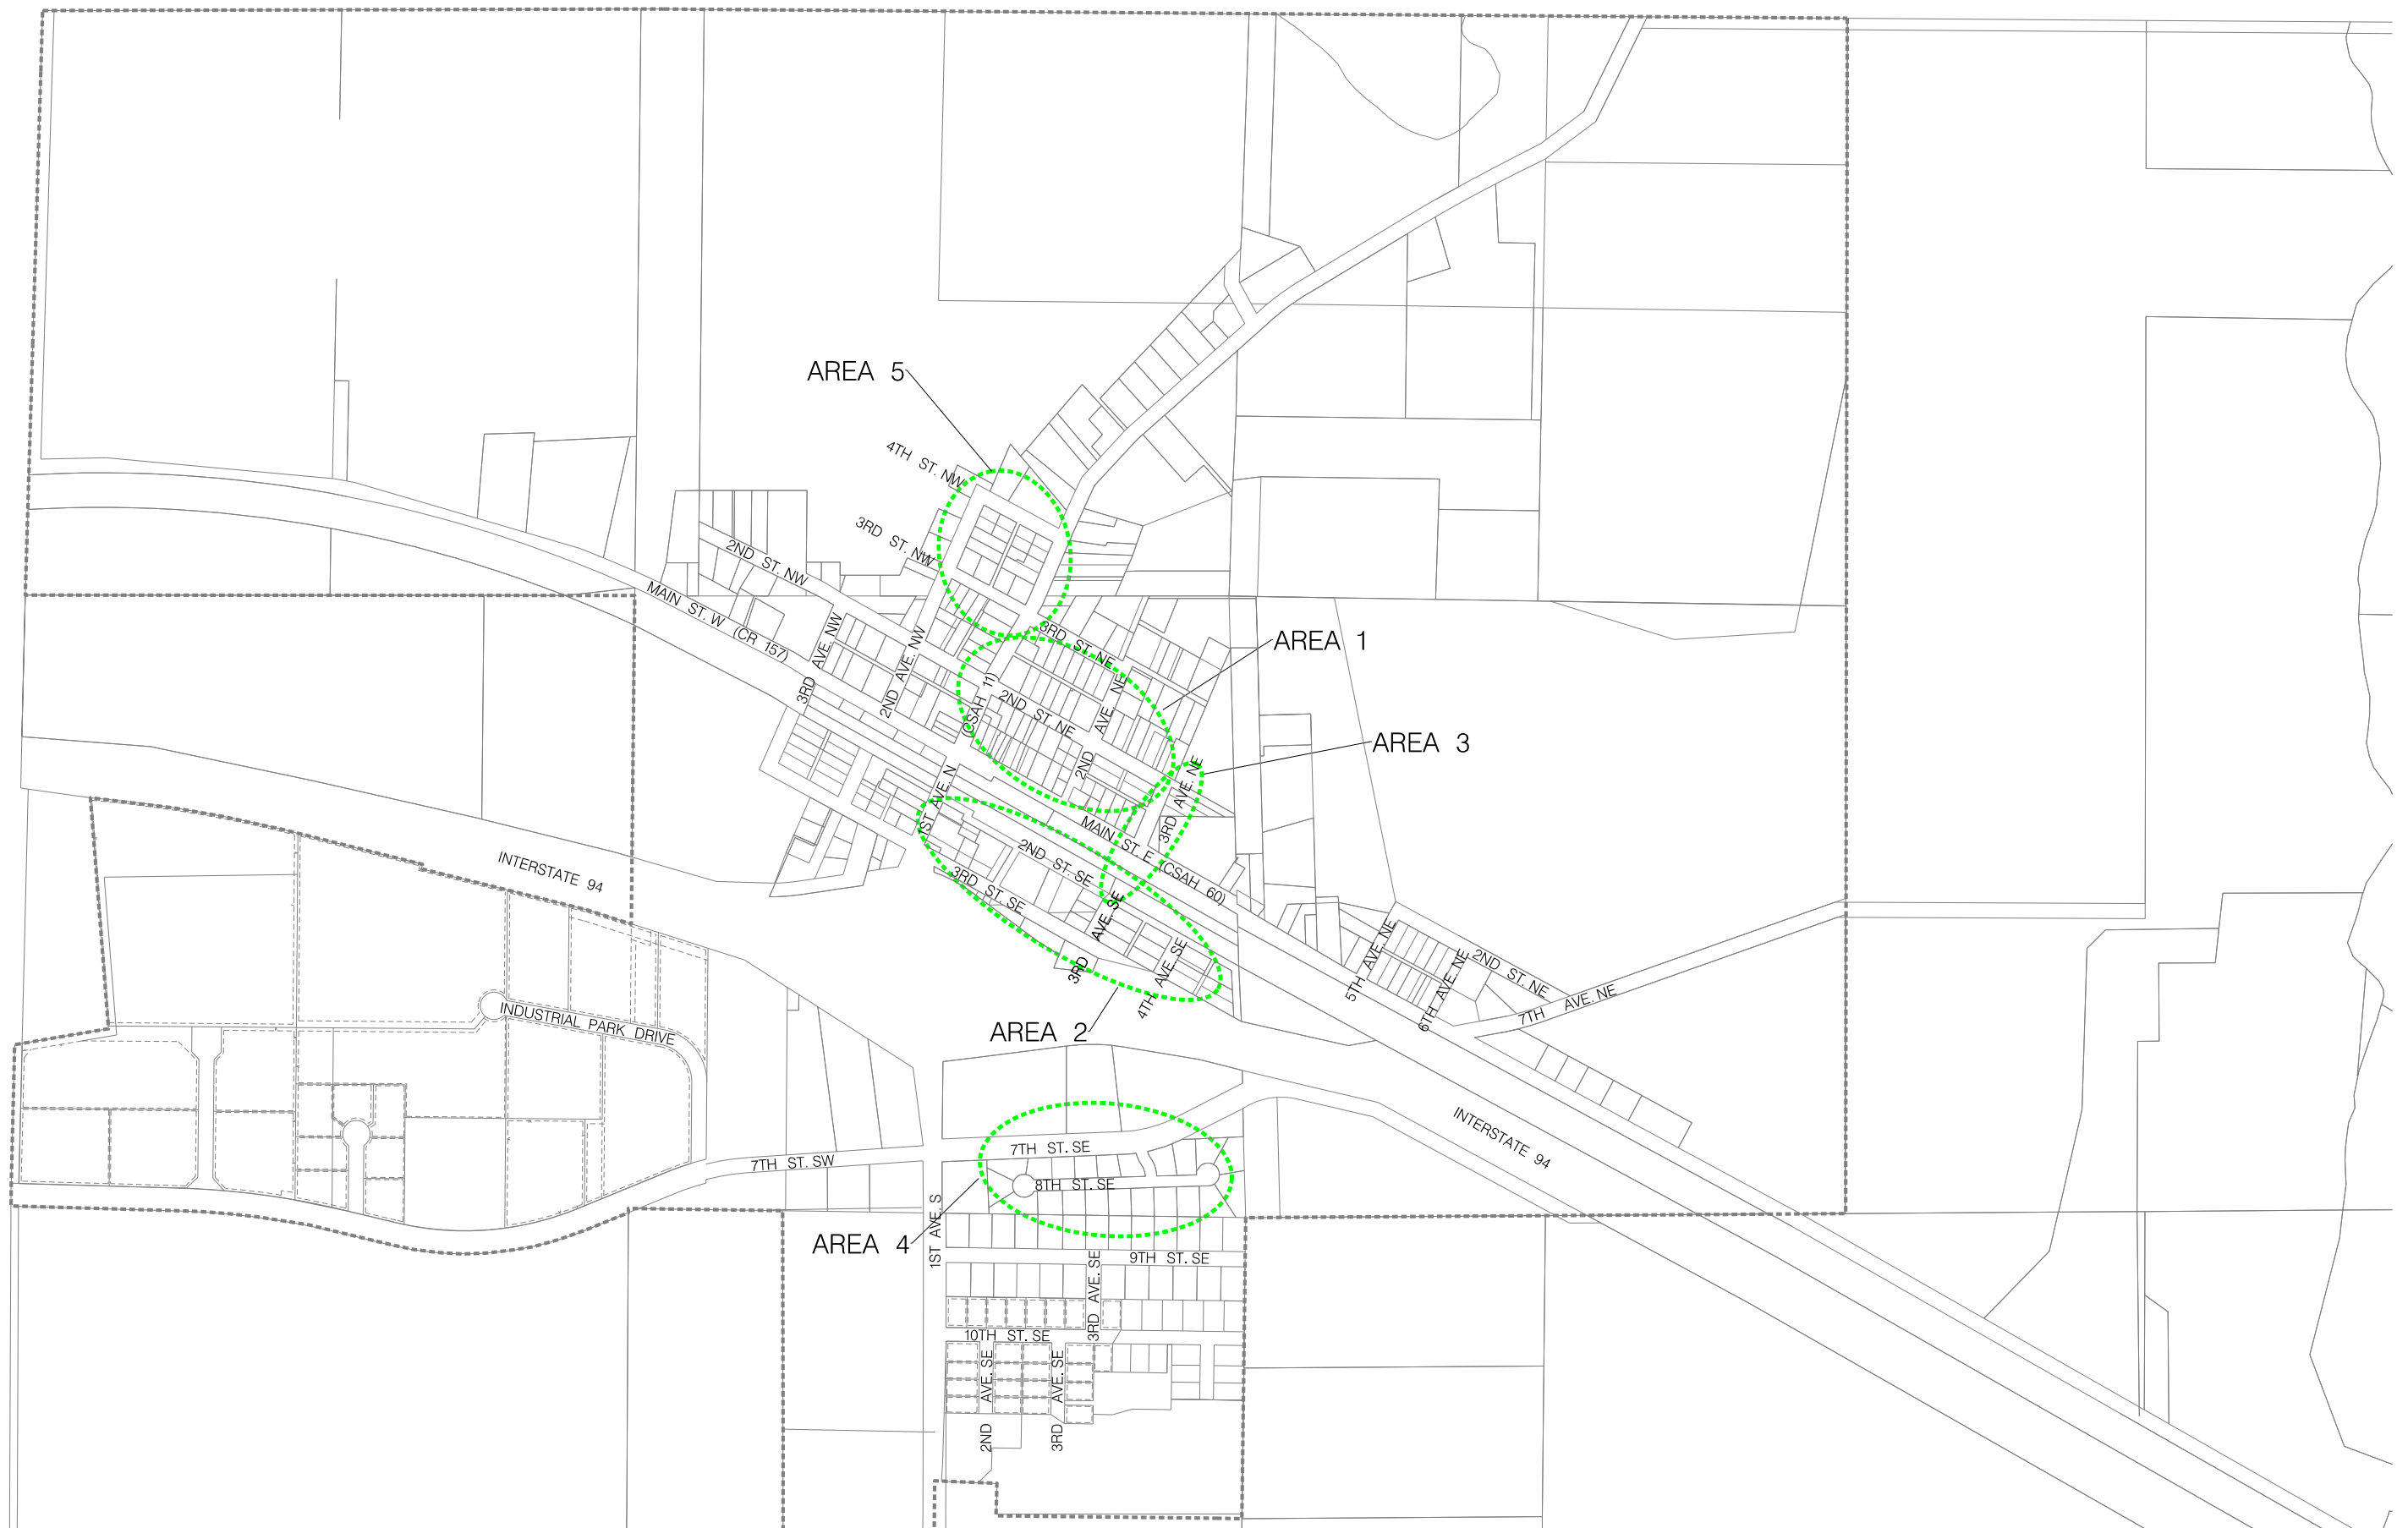 AREA 5
4TH ST. NW
3RD ST. NW
2ND ST. NW
MAIN ST. W (CR 157)
3RD AVE. NW
2ND AVE. NW
(CSAH 11)
3RD ST. NE
AREA 1
2ND ST. NE
2ND AVE. NE
AREA 3
3RD AVE. NE
1ST AVE. N
MAIN ST. E (CSAH 60)
2ND ST. SE
3RD ST. SE
INTERSTATE 94
3RD AVE. SE
4TH AVE. SE
5TH AVE. NE
6TH AVE. NE
2ND ST. NE
7TH AVE. NE
INDUSTRIAL PARK DRIVE
AREA 2
INTERSTATE 94
7TH ST. SE
7TH ST. SW
8TH ST. SE
AREA 4
1ST AVE. S
9TH ST. SE
3RD AVE. SE
10TH ST. SE
2ND AVE. SE
3RD AVE. SE